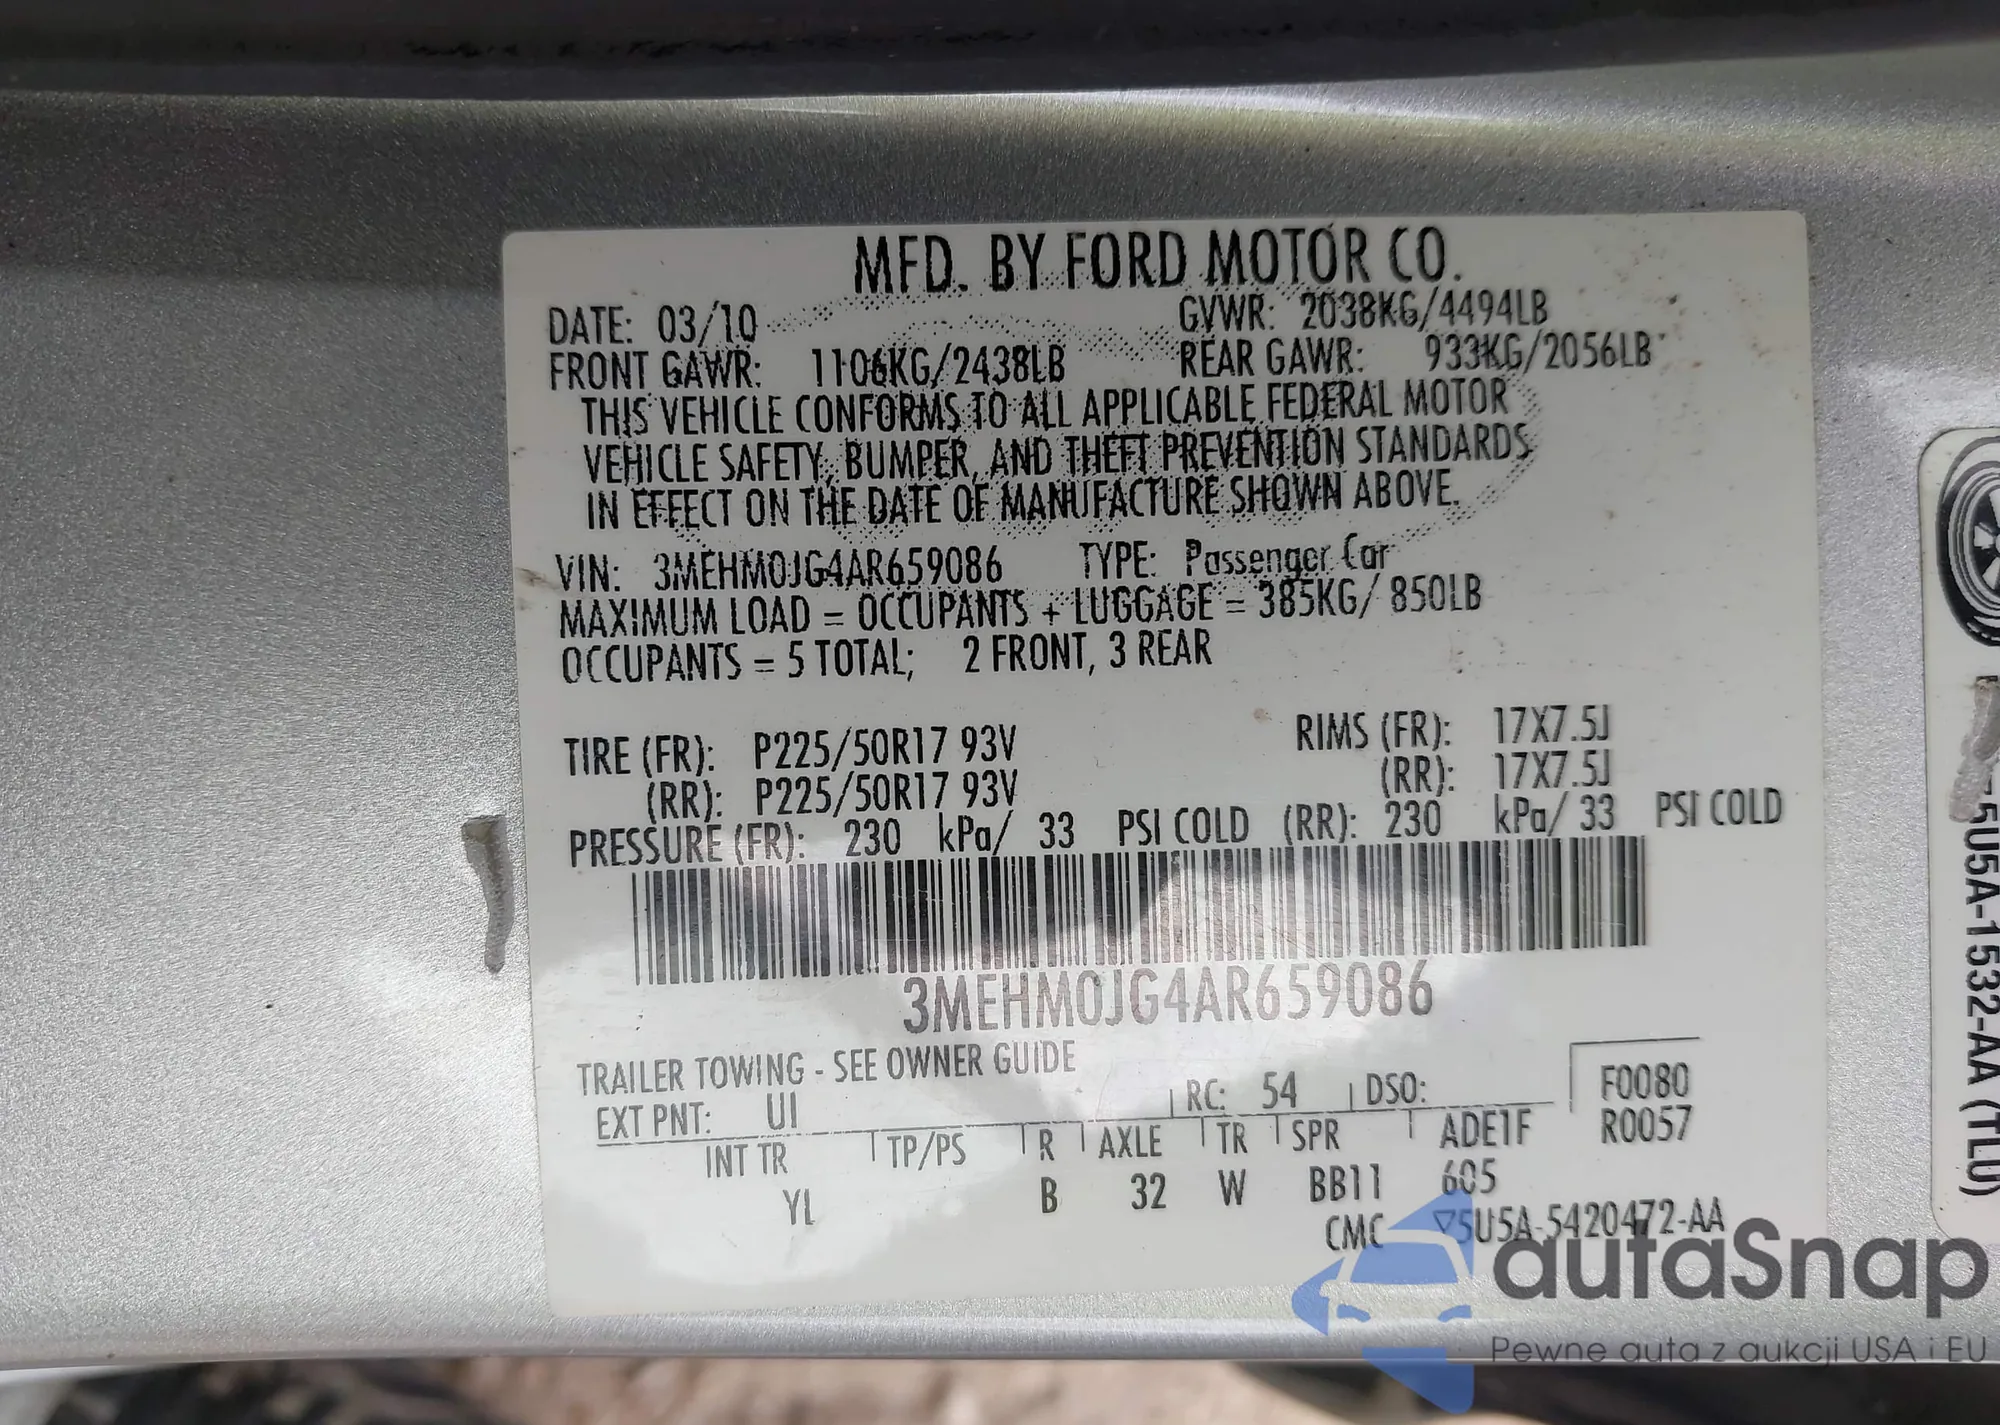 MFD. BY FORD MOTOR CO.
DATE: 03/10 GVWR: 2038KG/4494LB
FRONT GAWR: 1106KG/2438LB REAR GAWR: 933KG/2056LB
THIS VEHICLE CONFORMS TO ALL APPLICABLE FEDERAL MOTOR
VEHICLE SAFETY, BUMPER, AND THEFT PREVENTION STANDARDS
IN EFFECT ON THE DATE OF MANUFACTURE SHOWN ABOVE.
VIN: 3MEHM0JG4AR659086 TYPE: Passenger Car
MAXIMUM LOAD = OCCUPANTS + LUGGAGE = 385KG/ 850LB
OCCUPANTS = 5 TOTAL; 2 FRONT, 3 REAR
TIRE (FR): P225/50R17 93V RIMS (FR): 17X7.5J
(RR): P225/50R17 93V (RR): 17X7.5J
PRESSURE (FR): 230 kPa/ 33 PSI COLD (RR): 230 kPa/ 33 PSI COLD
3MEHM0JG4AR659086
TRAILER TOWING - SEE OWNER GUIDE
EXT PNT: UI RC: 54 DSO: F0080
INT TR TP/PS R AXLE TR SPR ADE1F R0057
YL B 32 W BB11 605
CMC ▽5U5A-5420472-AA
5U5A-1532-AA (TLU)
autaSnap
Pewne auta z aukcji USA i EU